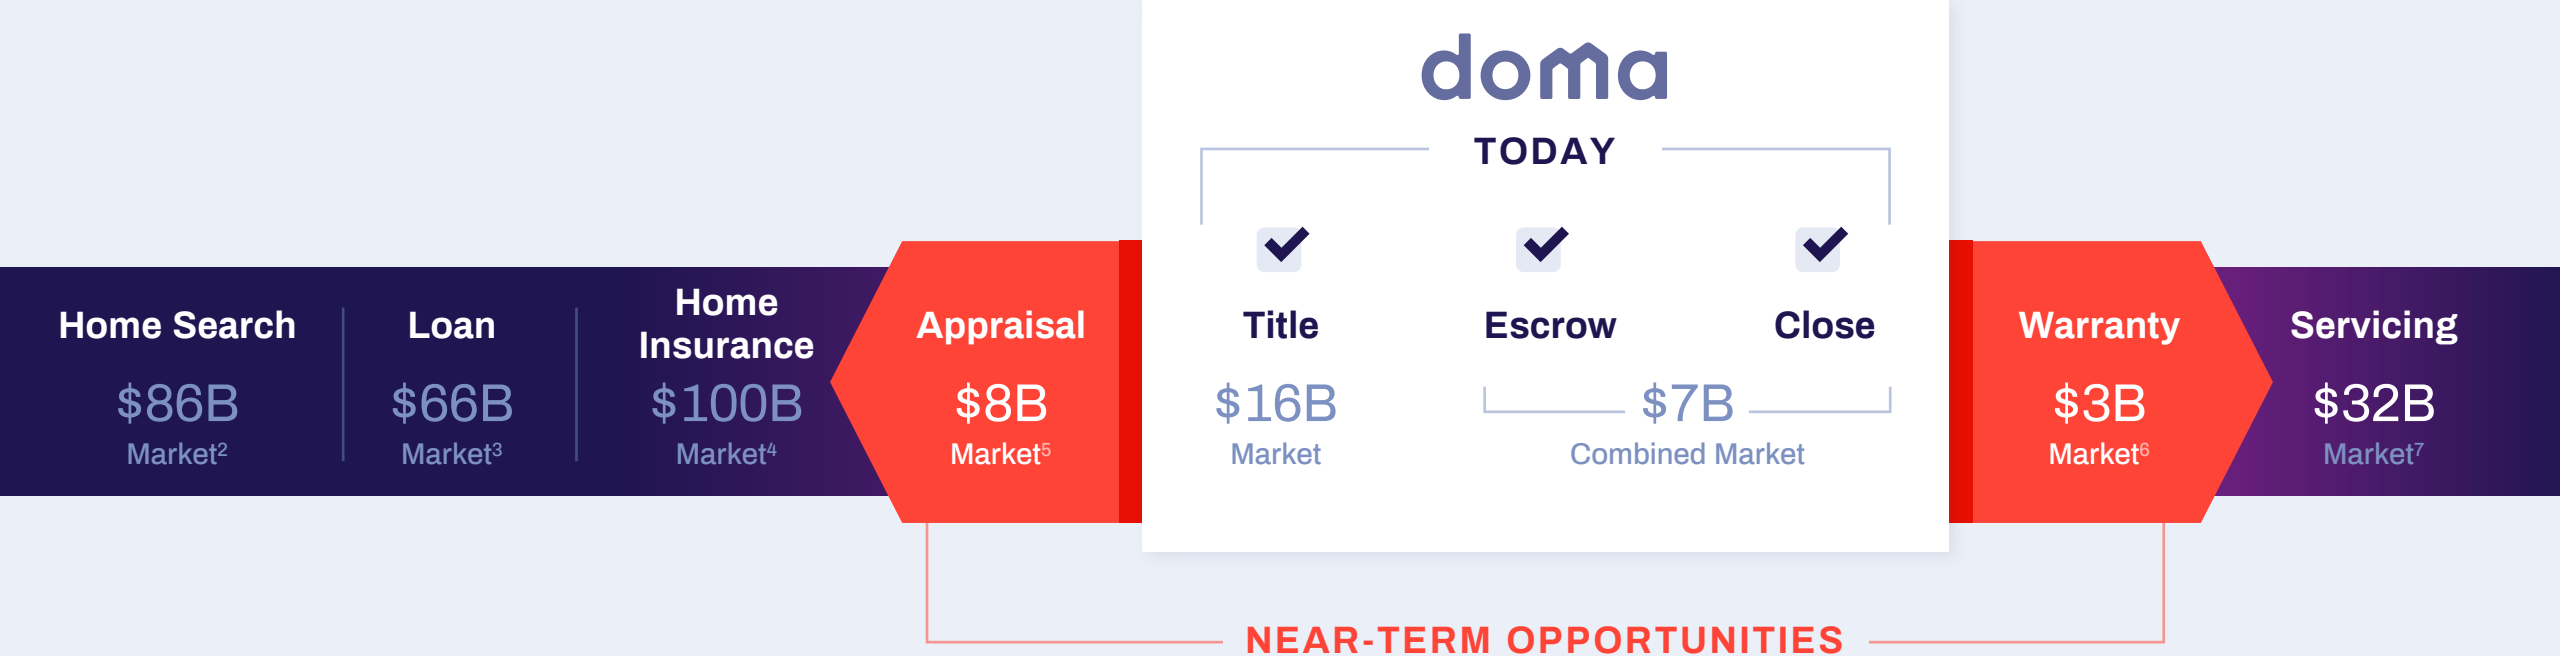 doma
TODAY
Home Search
$86B
Market2
Loan
$66B
Market3
Home
Insurance
$100B
Market4
Appraisal
$8B
Market5
Title
$16B
Market
Escrow
Close
$7B
Combined Market
Warranty
$3B
Market6
Servicing
$32B
Market7
NEAR-TERM OPPORTUNITIES